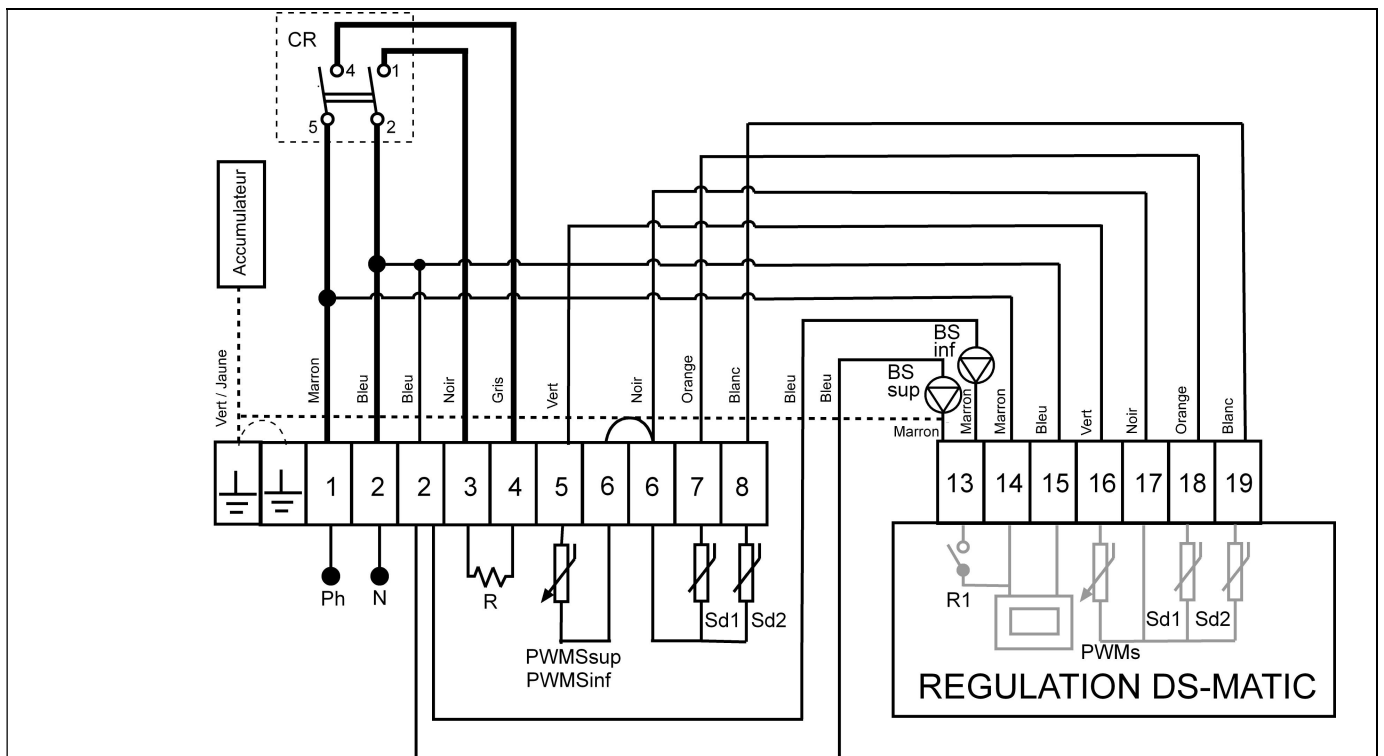 CR
4
1
5
2
Accumulateur
BS
inf
BS
sup
Vert / Jaune
Marron
Bleu
Bleu
Noir
Gris
Vert
Noir
Orange
Blanc
Bleu
Bleu
Marron
Marron
Marron
Bleu
Vert
Noir
Orange
Blanc
1 2 2 3 4 5 6 6 7 8
13 14 15 16 17 18 19
Ph N R
Sd1 Sd2
PWMSsup
PWMSinf
R1
Sd1 Sd2
PWMs
REGULATION DS-MATIC